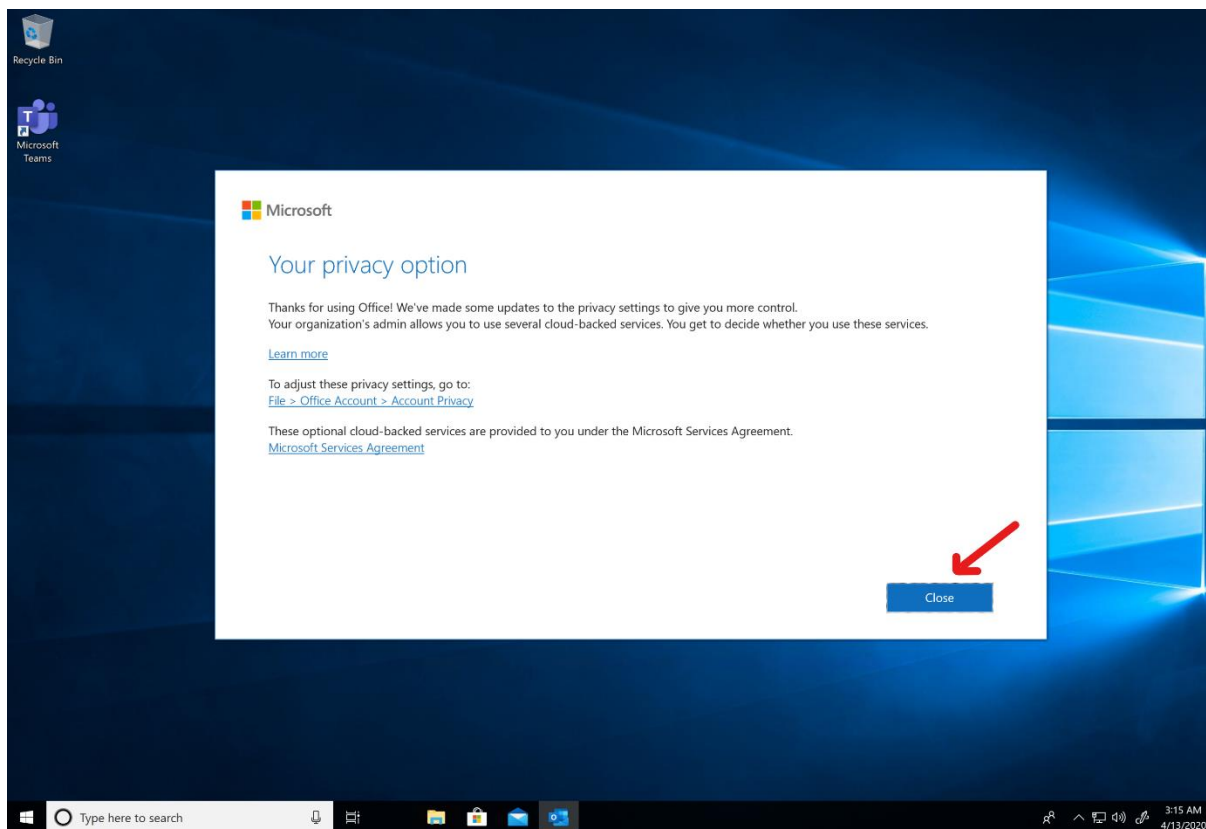 Recycle Bin
Microsoft
Teams
Microsoft
Your privacy option
Thanks for using Office! We've made some updates to the privacy settings to give you more control.
Your organization's admin allows you to use several cloud-backed services. You get to decide whether you use these services.
Learn more
To adjust these privacy settings, go to:
File > Office Account > Account Privacy
These optional cloud-backed services are provided to you under the Microsoft Services Agreement.
Microsoft Services Agreement
Close
Type here to search
3:15 AM
4/13/2020